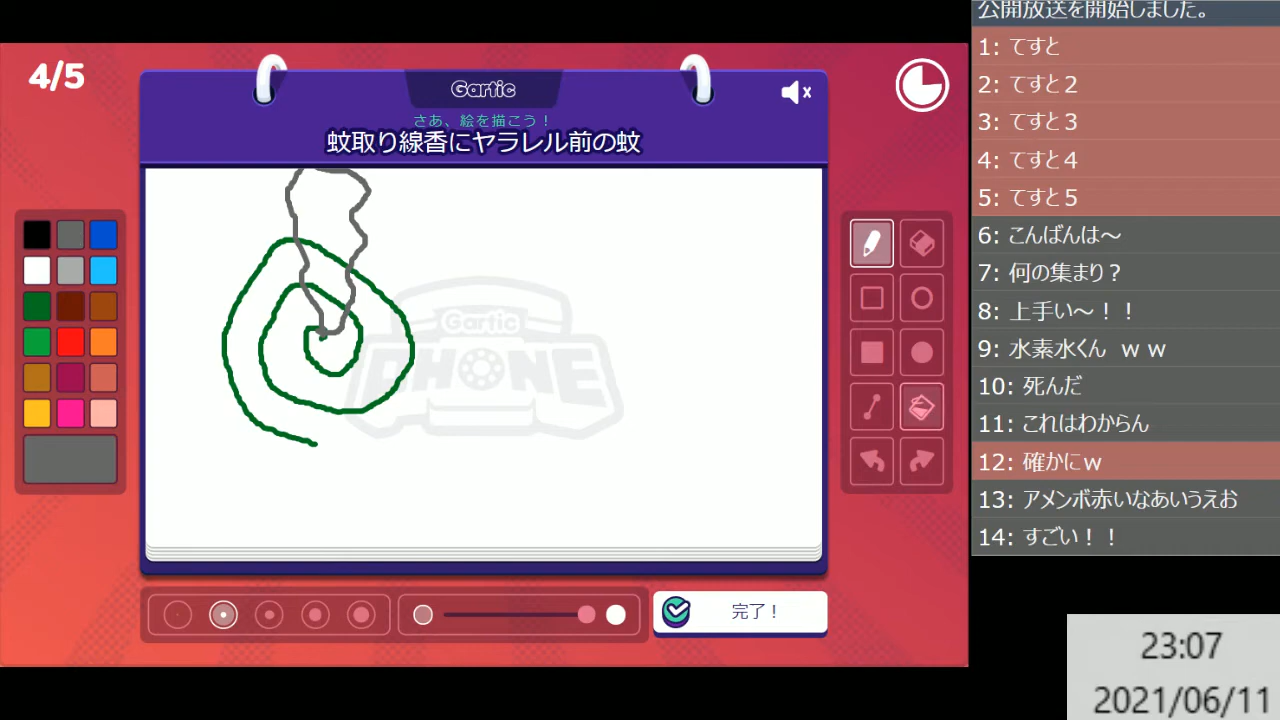 4/5
Gartic
さあ、絵を描こう！
蚊取り線香にヤラレル前の蚊
Gartic
PHONE
完了！
公開放送を開始しました。
1: てすと
2: てすと２
3: てすと３
4: てすと４
5: てすと５
6: こんばんは～
7: 何の集まり？
8: 上手い～！！
9: 水素水くん　ｗｗ
10: 死んだ
11: これはわからん
12: 確かにｗ
13: アメンボ赤いなあいうえお
14: すごい！！
23:07
2021/06/11